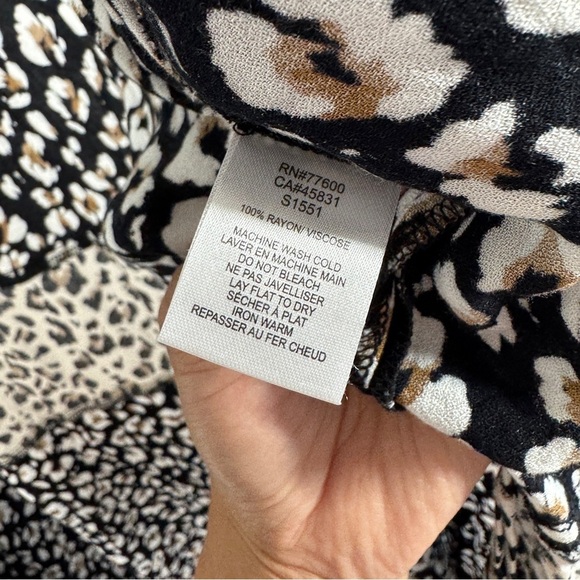 RN#77600
CA#45831
S1551
100% RAYON/ VISCOSE
MACHINE WASH COLD
LAVER EN MACHINE MAIN
DO NOT BLEACH
NE PAS JAVELLISER
LAY FLAT TO DRY
SÉCHER À PLAT
IRON WARM
REPASSER AU FER CHEUD